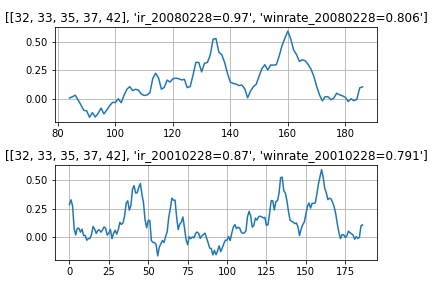 [[32, 33, 35, 37, 42], 'ir_20080228=0.97', 'winrate_20080228=0.806']
0.50
0.25
0.00
80 100 120 140 160 180
[[32, 33, 35, 37, 42], 'ir_20010228=0.87', 'winrate_20010228=0.791']
0.50
0.25
0.00
0 25 50 75 100 125 150 175